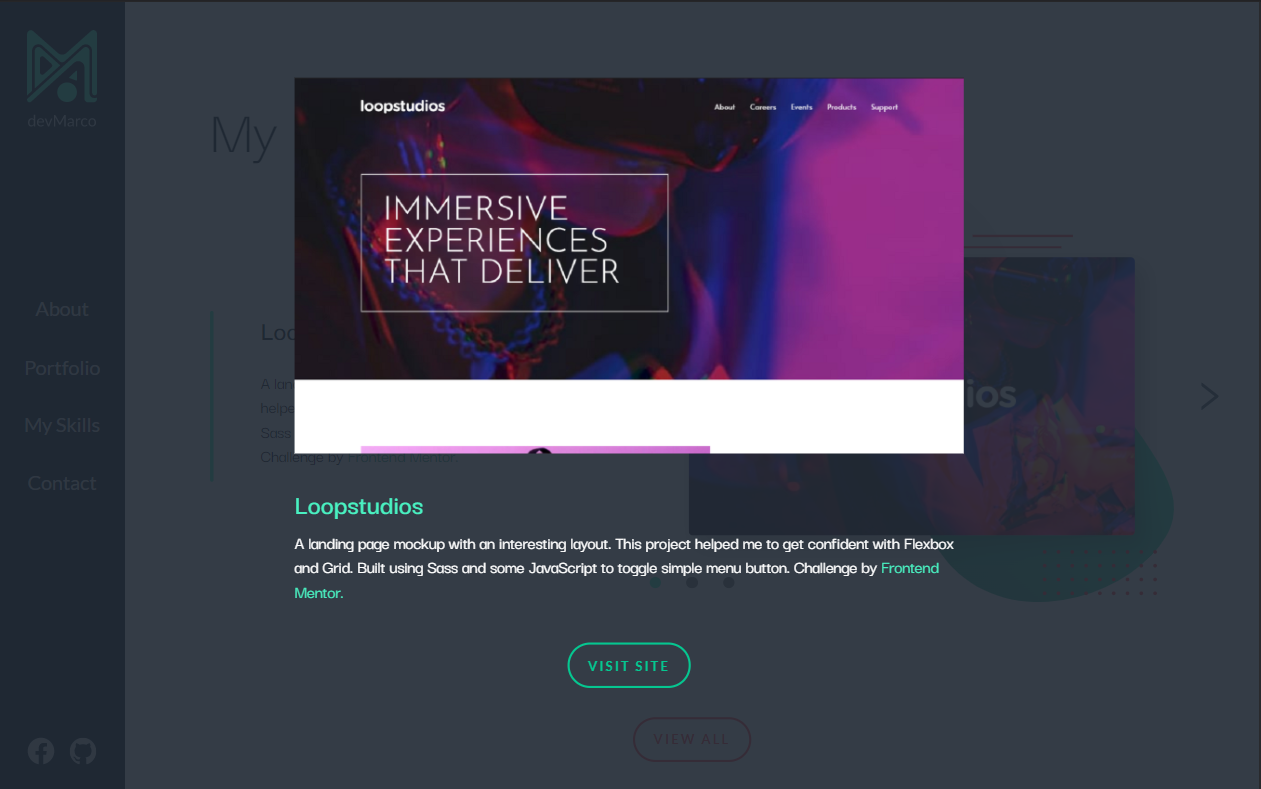 devMarco
My
About
Portfolio
My Skills
Contact
loopstudios
About Careers Events Products Support
IMMERSIVE
EXPERIENCES
THAT DELIVER
Loo
A lan
helpe
Sass
Challenge by Frontend Mentor.
ios
Loopstudios
A landing page mockup with an interesting layout. This project helped me to get confident with Flexbox
and Grid. Built using Sass and some JavaScript to toggle simple menu button. Challenge by Frontend
Mentor.
VISIT SITE
VIEW ALL